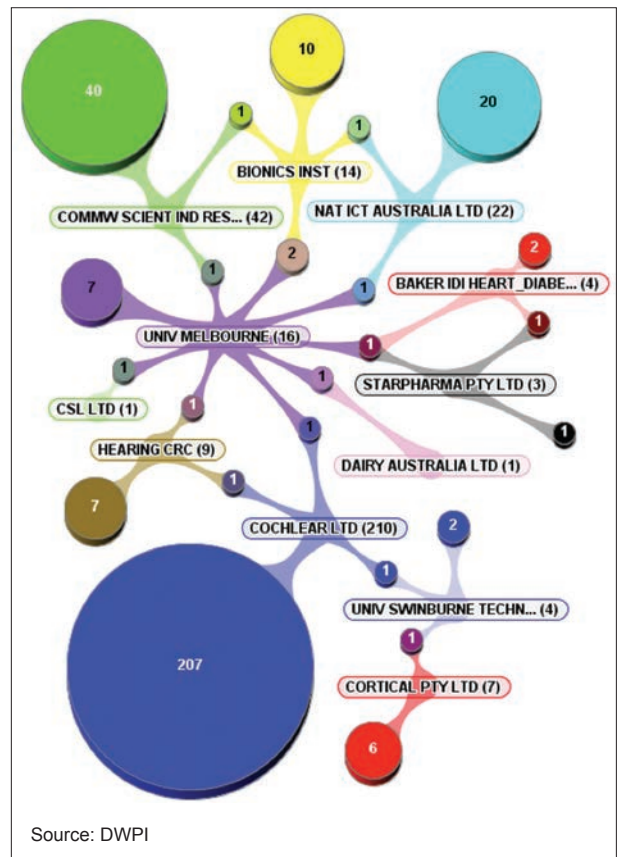 40
10
20
1
1
BIONICS INST (14)
COMMW SCIENT IND RES... (42)
NAT ICT AUSTRALIA LTD (22)
2
2
1
1
7
BAKER IDI HEART_DIABE... (4)
UNIV MELBOURNE (16)
1
1
1
1
STARPHARMA PTY LTD (3)
CSL LTD (1)
1
1
1
HEARING CRC (9)
DAIRY AUSTRALIA LTD (1)
1
7
COCHLEAR LTD (210)
2
1
UNIV SWINBURNE TECHN... (4)
1
207
CORTICAL PTY LTD (7)
6
Source: DWPI